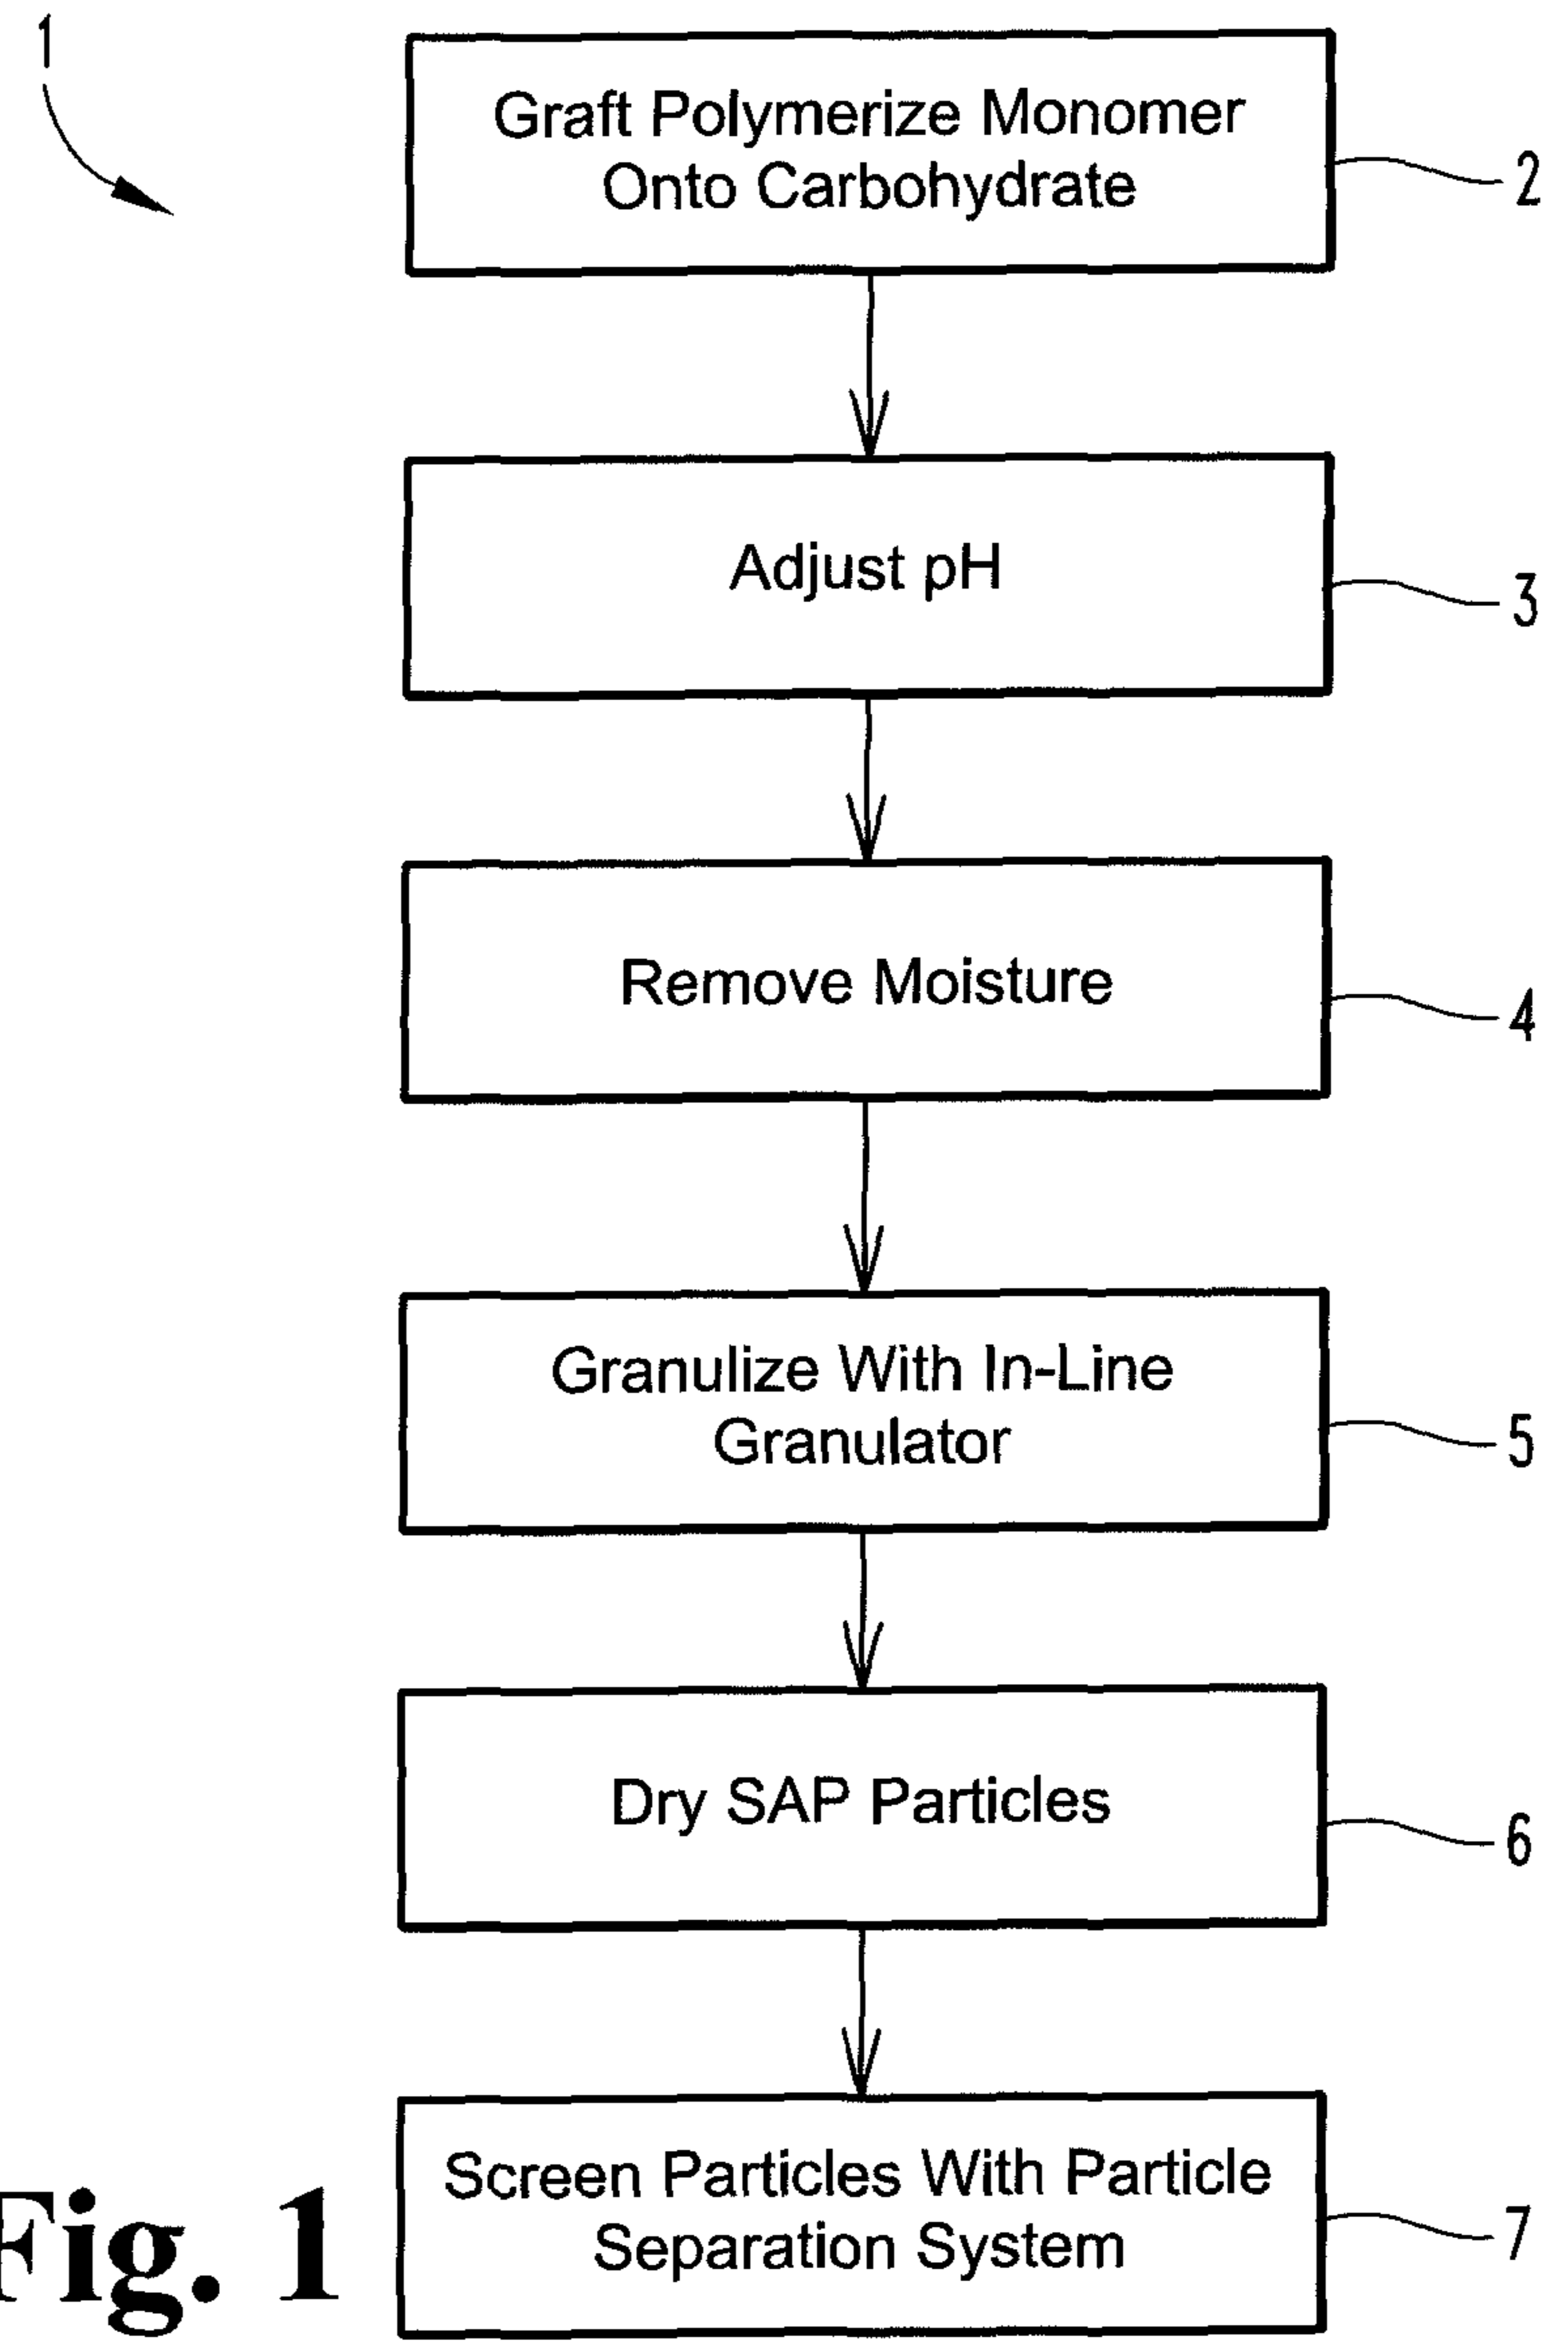 1
Graft Polymerize Monomer
Onto Carbohydrate
2
Adjust pH
3
Remove Moisture
4
Granulize With In-Line
Granulator
5
Dry SAP Particles
6
Screen Particles With Particle
Separation System
7
Fig. 1